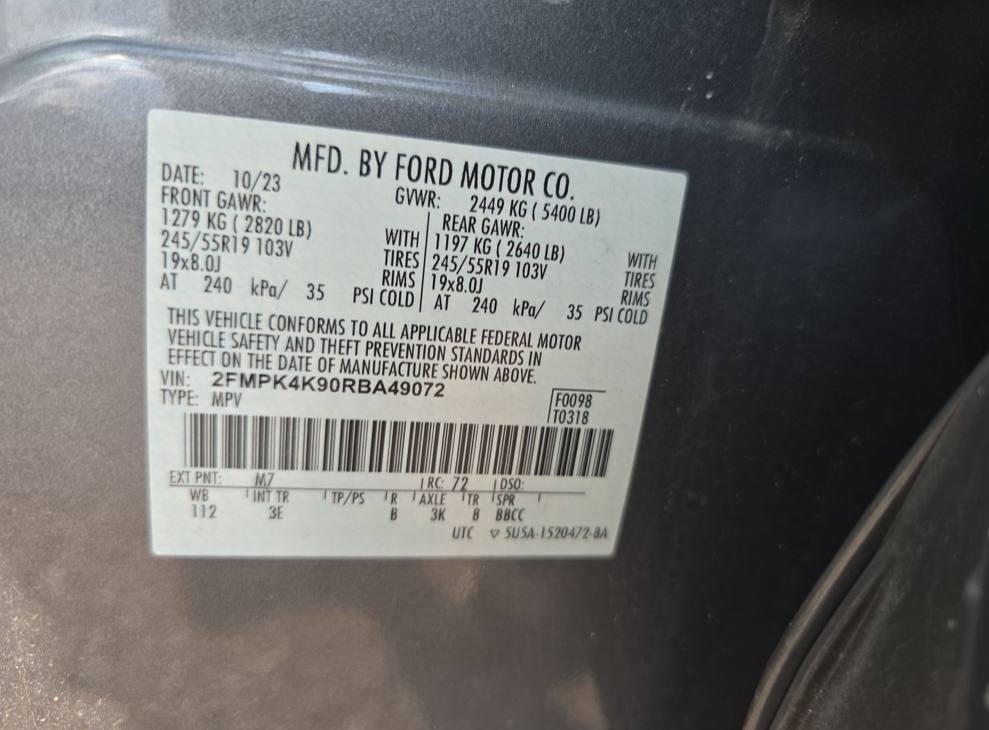 MFD. BY FORD MOTOR CO.
DATE: 10/23 GVWR: 2449 KG ( 5400 LB)
FRONT GAWR: REAR GAWR:
1279 KG ( 2820 LB) WITH 1197 KG ( 2640 LB) WITH
245/55R19 103V TIRES 245/55R19 103V TIRES
19x8.0J RIMS 19x8.0J RIMS
AT 240 kPa/ 35 PSI COLD AT 240 kPa/ 35 PSI COLD
THIS VEHICLE CONFORMS TO ALL APPLICABLE FEDERAL MOTOR
VEHICLE SAFETY AND THEFT PREVENTION STANDARDS IN
EFFECT ON THE DATE OF MANUFACTURE SHOWN ABOVE.
VIN: 2FMPK4K90RBA49072
TYPE: MPV F0098
T0318
EXT PNT: M7 RC: 72 DSO:
WB INT TR TP/PS R AXLE TR SPR
112 3E B 3K 8 BBCC
UTC ▽ 5U5A-1520472-BA